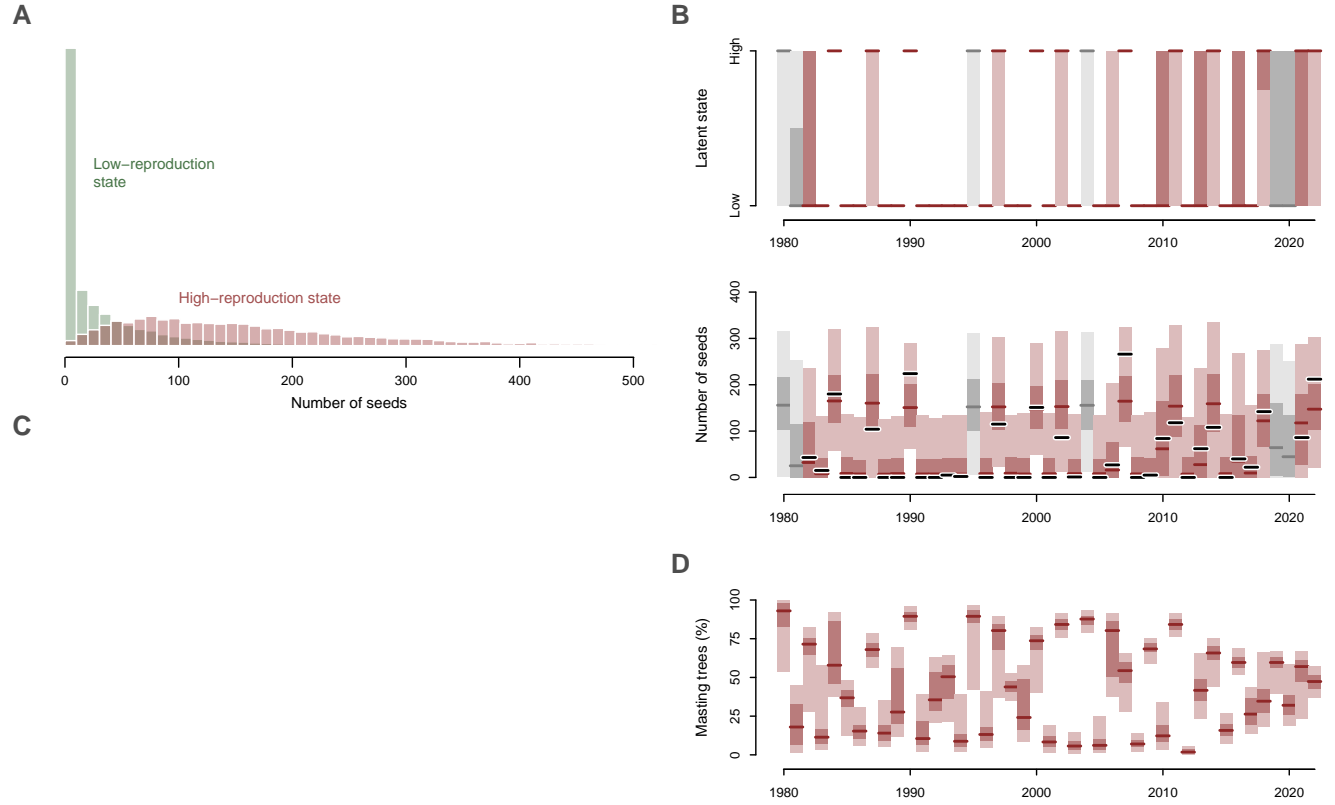 A
Low−reproduction
state
High−reproduction state
0 100 200 300 400 500
Number of seeds
B
High
Low
Latent state
1980 1990 2000 2010 2020
400
300
200
100
0
Number of seeds
1980 1990 2000 2010 2020
C
D
100
75
50
25
0
Masting trees (%)
1980 1990 2000 2010 2020